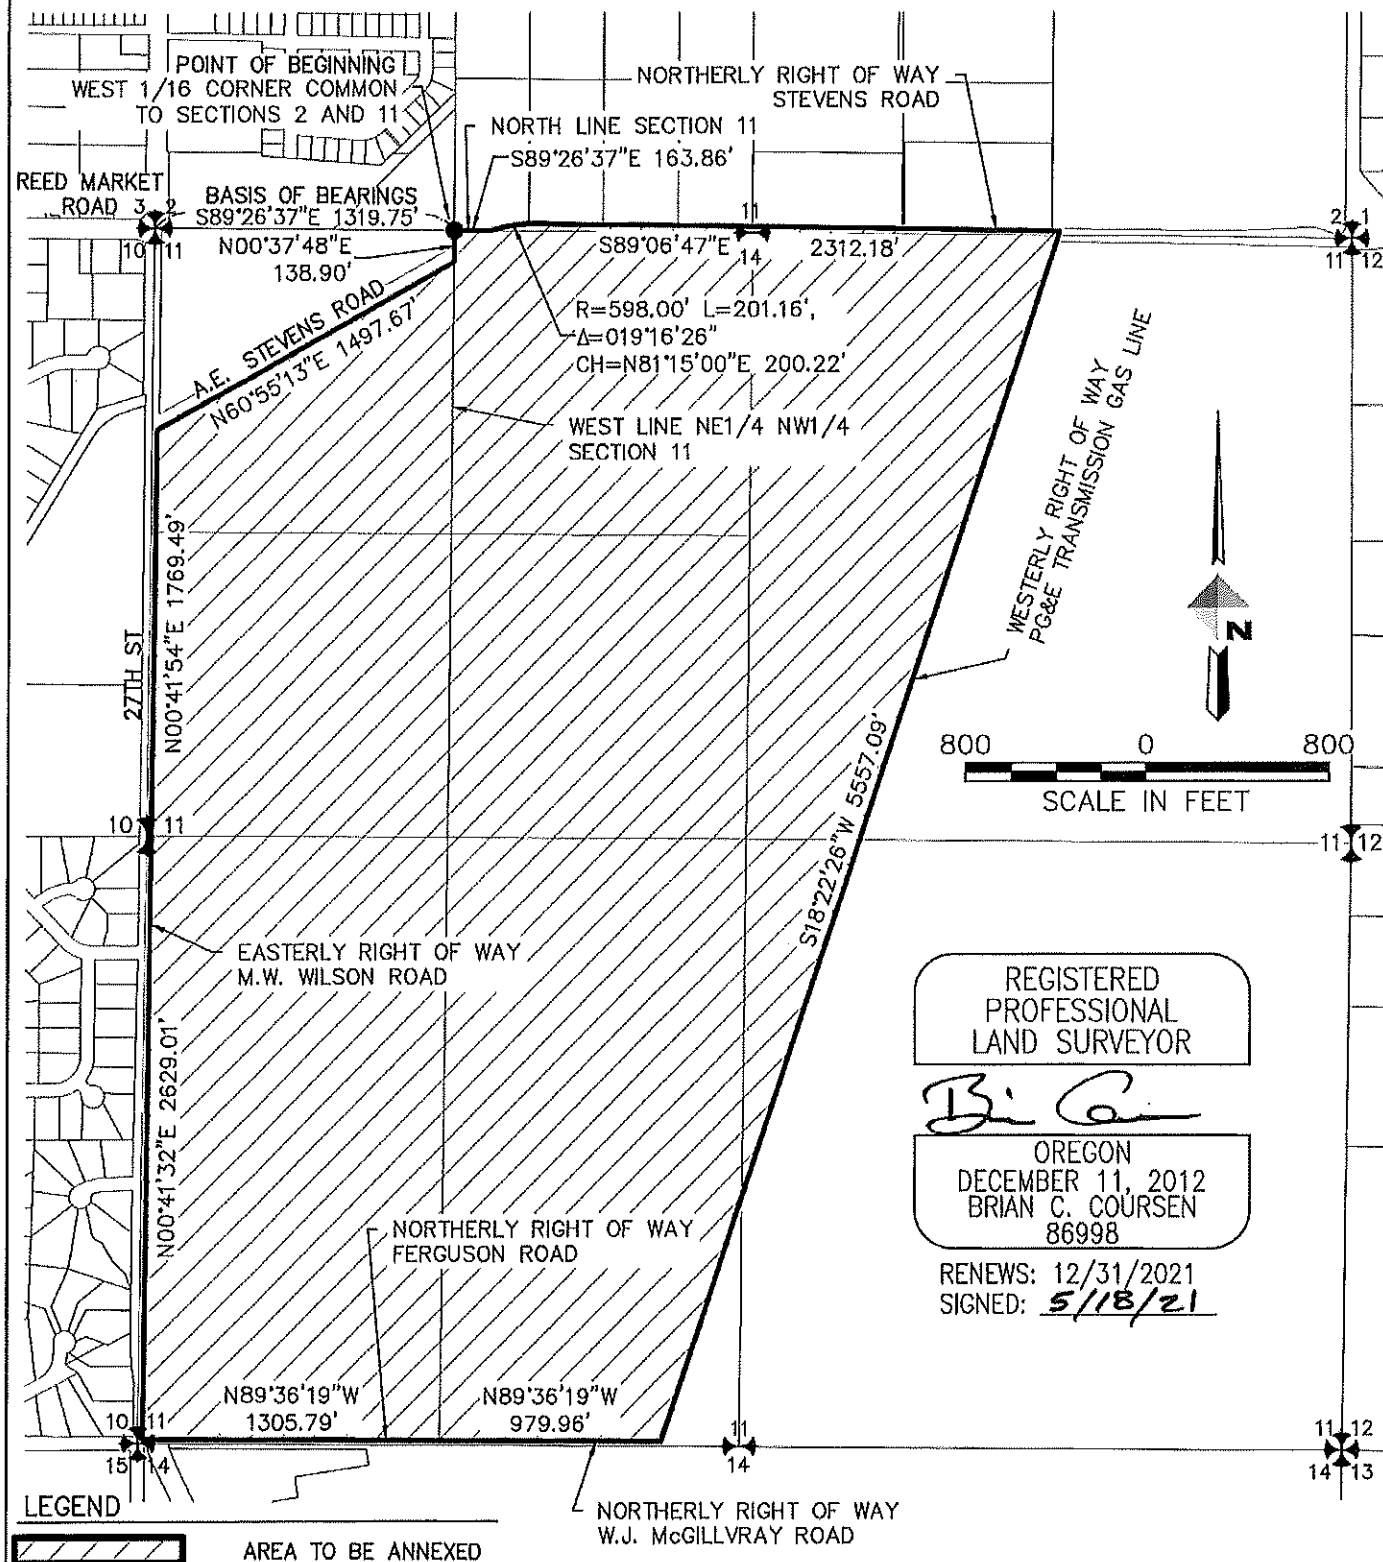 POINT OF BEGINNING
WEST 1/16 CORNER COMMON
TO SECTIONS 2 AND 11
NORTHERLY RIGHT OF WAY
STEVENS ROAD
NORTH LINE SECTION 11
S89°26'37"E 163.86'
REED MARKET
ROAD
3 2
10 11
BASIS OF BEARINGS
S89°26'37"E 1319.75'
N00°37'48"E
138.90'
11
14
S89°06'47"E 2312.18'
2 1
11 12
R=598.00' L=201.16',
Δ=019°16'26"
CH=N81°15'00"E 200.22'
A.E. STEVENS ROAD
N60°55'13"E 1497.67'
WEST LINE NE1/4 NW1/4
SECTION 11
WESTERLY RIGHT OF WAY
PG&E TRANSMISSION GAS LINE
27TH ST
N00°41'54"E 1769.49'
N
800 0 800
SCALE IN FEET
10 11
11 12
S18°22'26"W 5557.09'
EASTERLY RIGHT OF WAY
M.W. WILSON ROAD
N00°41'32"E 2629.01'
REGISTERED
PROFESSIONAL
LAND SURVEYOR
OREGON
DECEMBER 11, 2012
BRIAN C. COURSEN
86998
RENEWS: 12/31/2021
SIGNED: 5/18/21
NORTHERLY RIGHT OF WAY
FERGUSON ROAD
N89°36'19"W
1305.79'
N89°36'19"W
979.96'
10 11
15 14
11
14
11 12
14 13
NORTHERLY RIGHT OF WAY
W.J. McGILLVRAY ROAD
LEGEND
AREA TO BE ANNEXED